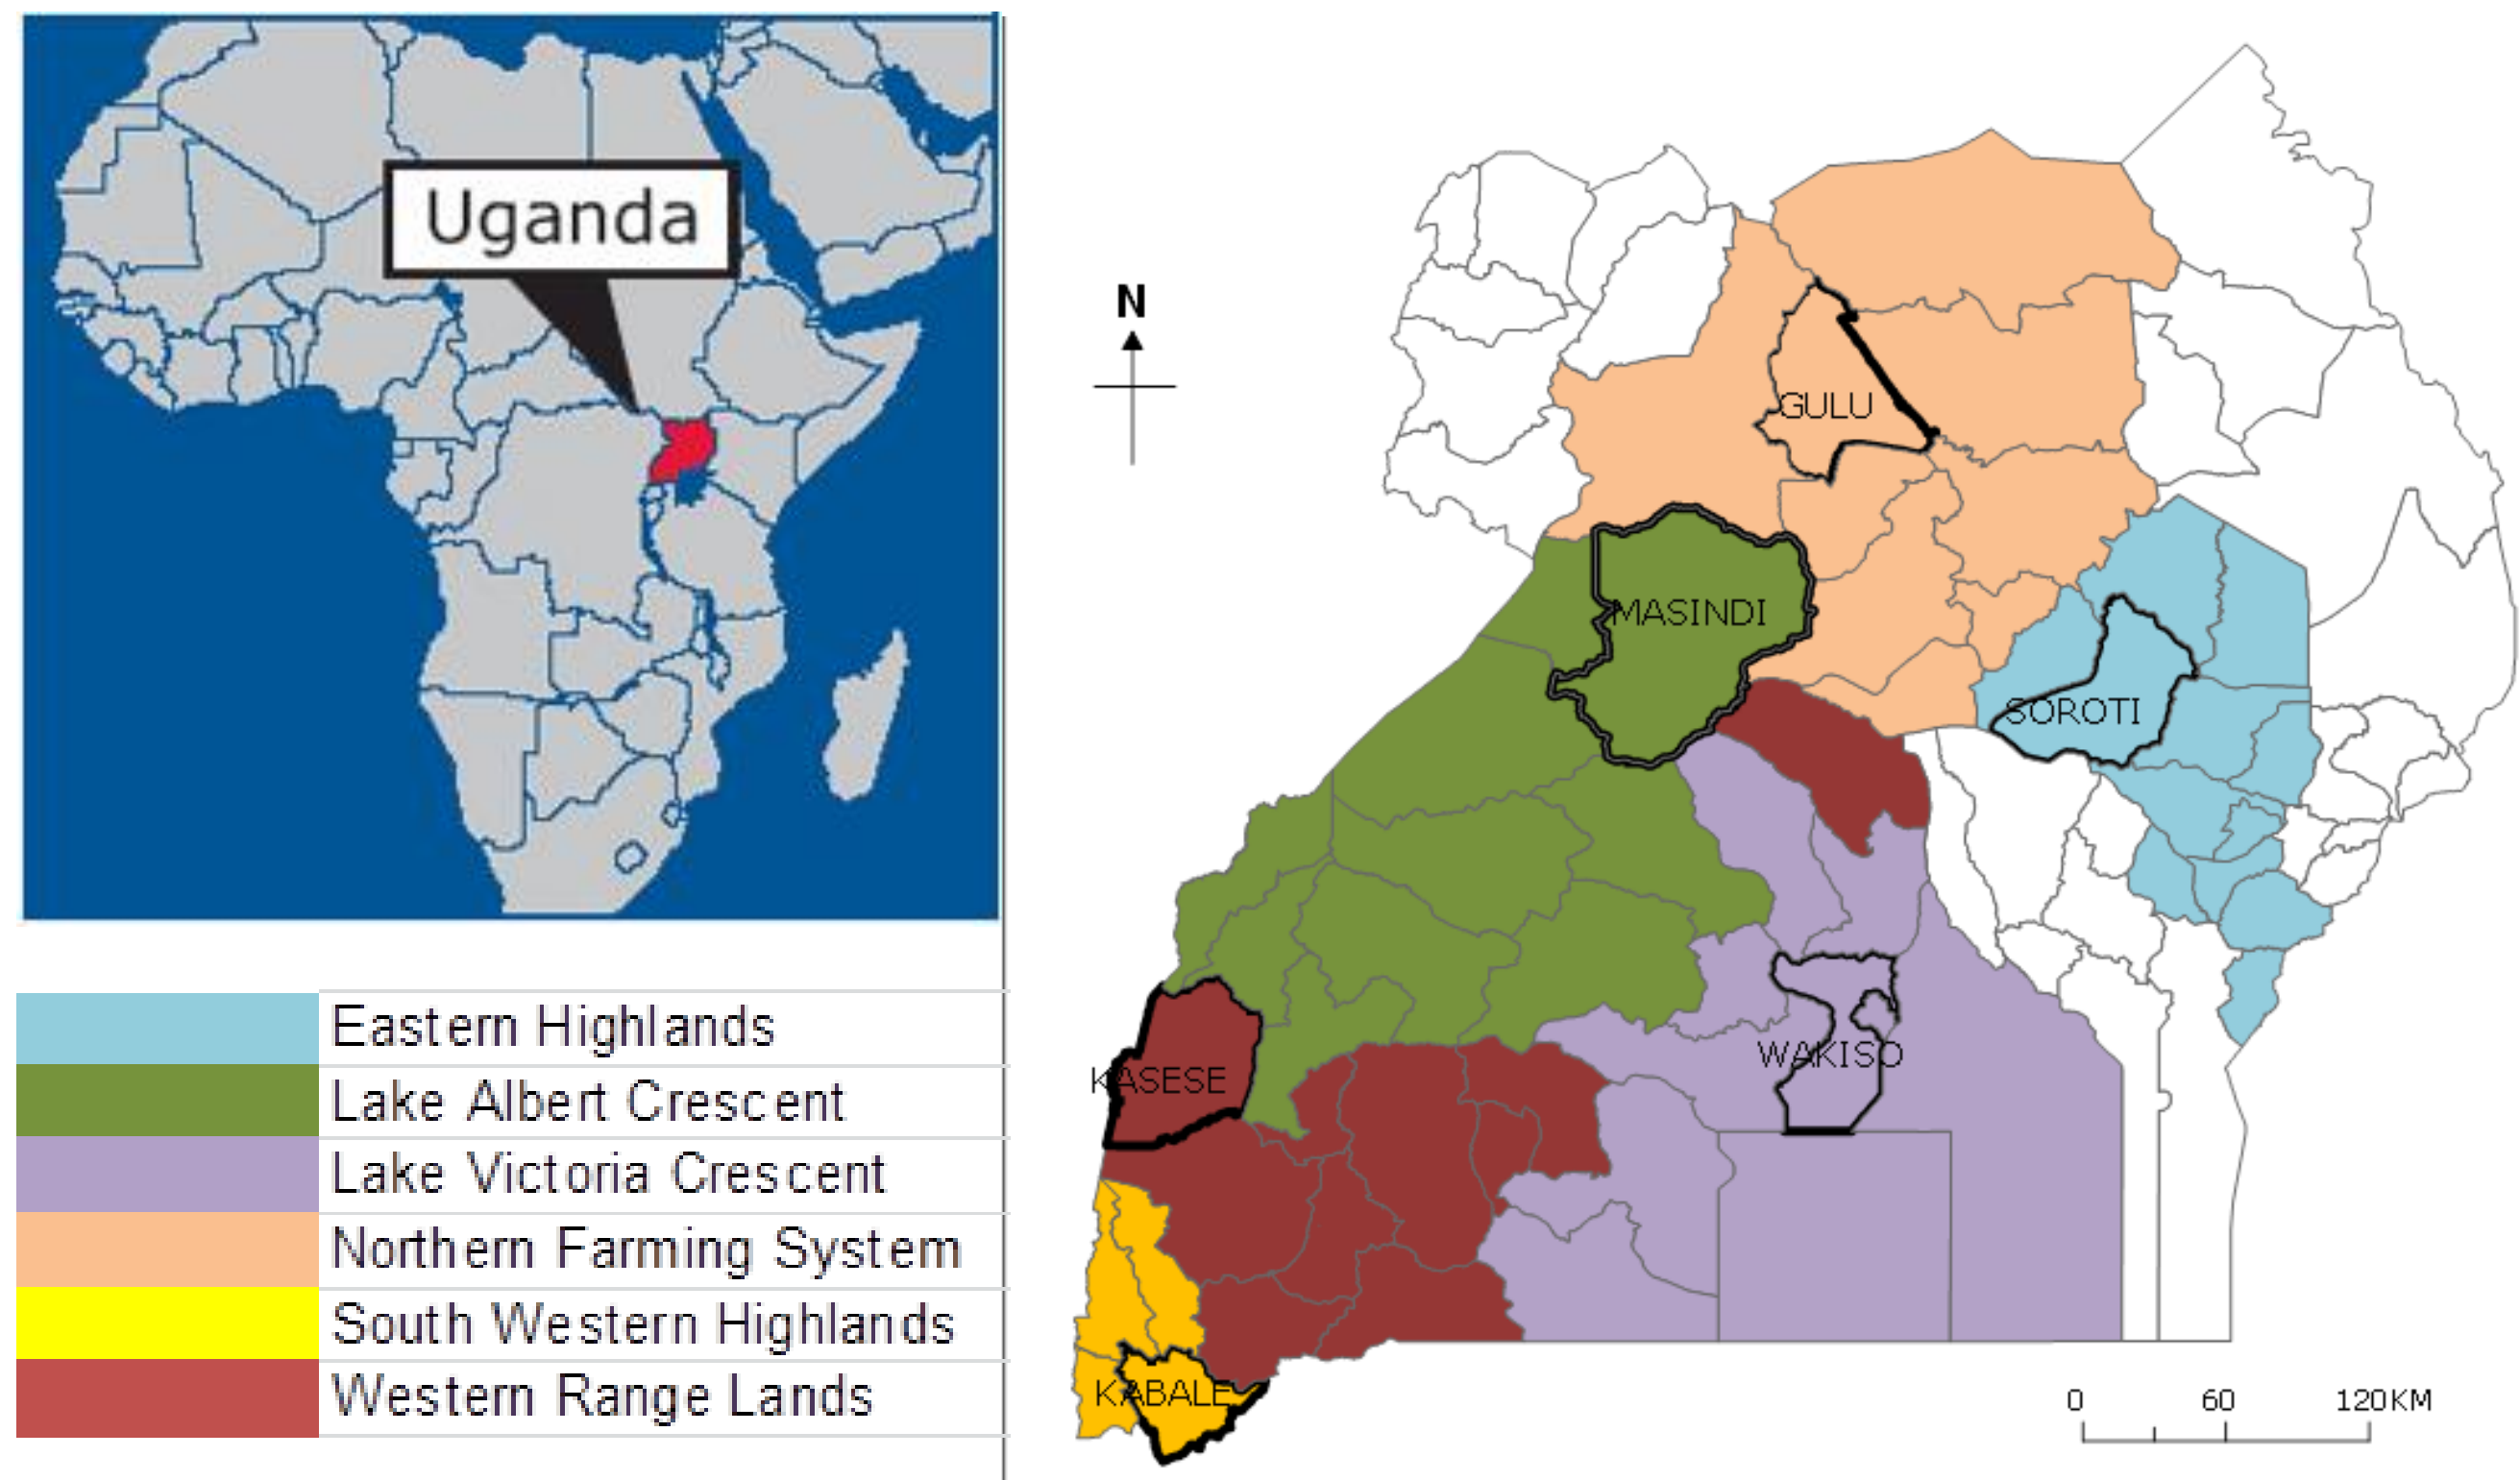 Uganda
Eastern Highlands
Lake Albert Crescent
Lake Victoria Crescent
Northern Farming System
South Western Highlands
Western Range Lands
N
GULU
MASINDI
SOROTI
WAKISO
KASESE
KABALE
0 60 120KM